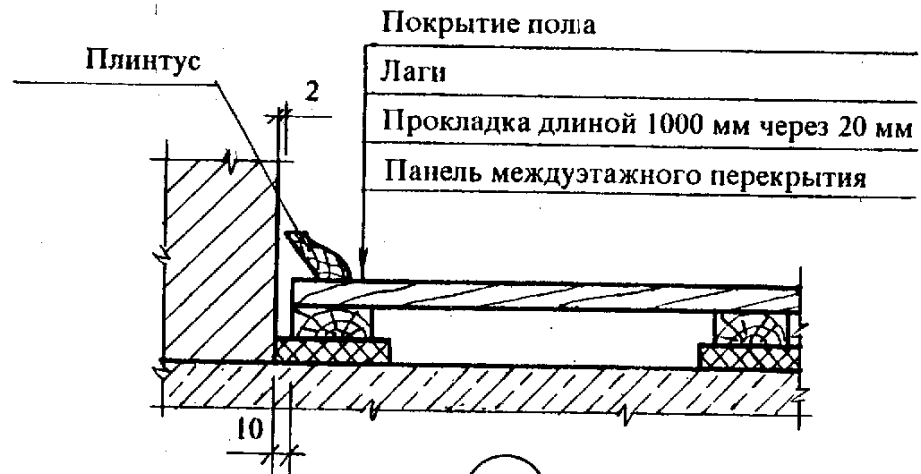 Покрытие пола
Плинтус
Лаги
2
Прокладка длиной 1000 мм через 20 мм
Панель междуэтажного перекрытия
10